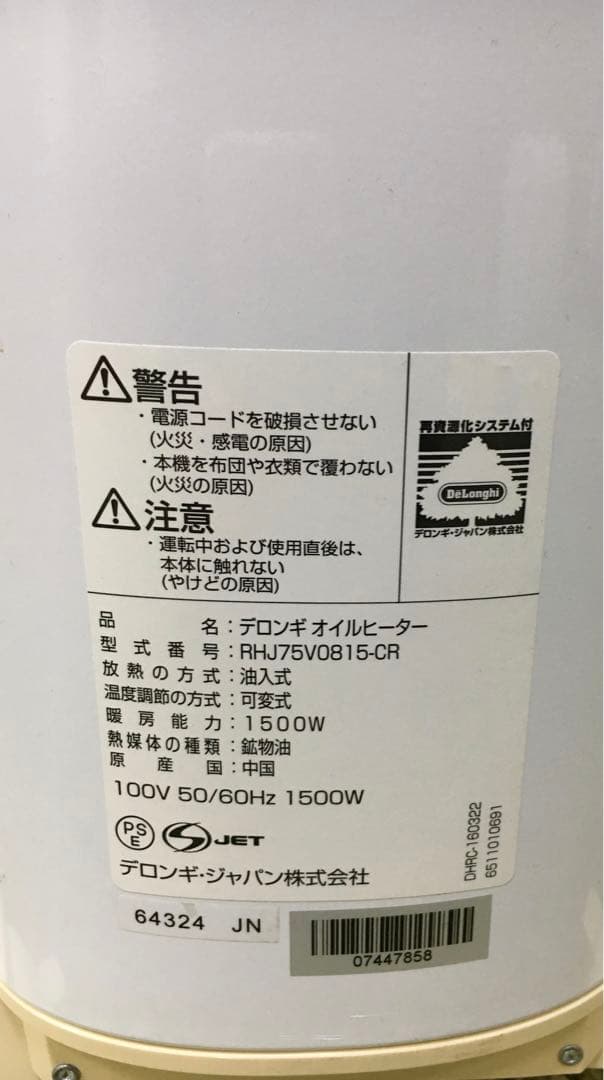 警告
・電源コードを破損させない
(火災・感電の原因)
・本機を布団や衣類で覆わない
(火災の原因)
注意
・運転中および使用直後は、
本体に触れない
(やけどの原因)
再資源化システム付
DeLonghi
デロンギ・ジャパン株式会社
品名：デロンギ オイルヒーター
型式番号：RHJ75V0815-CR
放熱の方式：油入式
温度調節の方式：可変式
暖房能力：1500W
熱媒体の種類：鉱物油
原産国：中国
100V 50/60Hz 1500W
PS
E
JET
デロンギ・ジャパン株式会社
DHRC-160322
6511010691
64324 JN
07447858